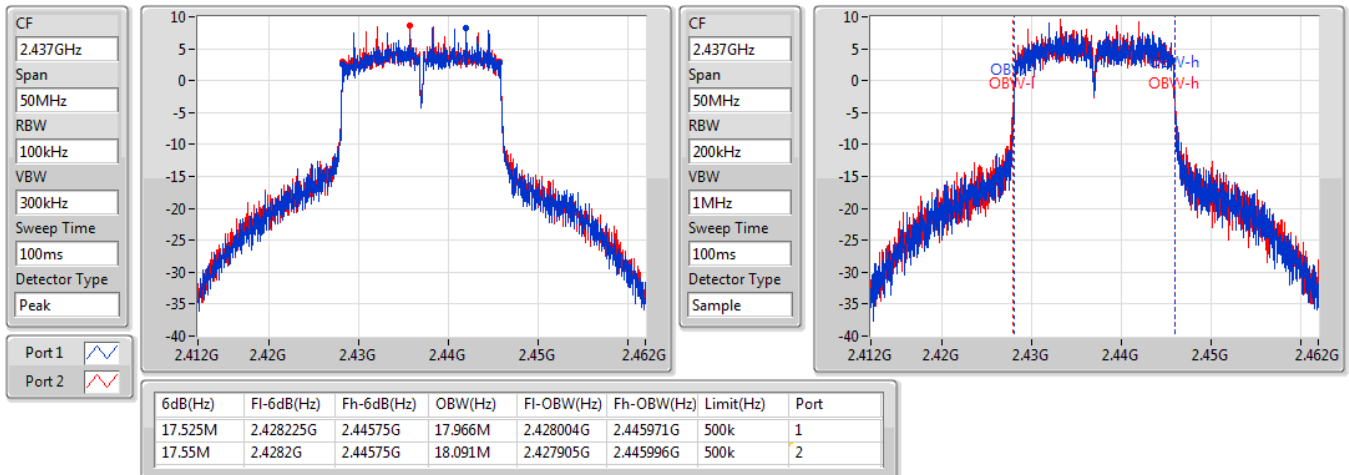 CF
2.437GHz
Span
50MHz
RBW
100kHz
VBW
300kHz
Sweep Time
100ms
Detector Type
Peak
10
5
0
-5
-10
-15
-20
-25
-30
-35
-40
2.412G 2.42G 2.43G 2.44G 2.45G 2.462G
Port 1
Port 2
CF
2.437GHz
Span
50MHz
RBW
200kHz
VBW
1MHz
Sweep Time
100ms
Detector Type
Sample
10
5
0
-5
-10
-15
-20
-25
-30
-35
-40
OBW-h
OBW-l OBW-h
2.412G 2.42G 2.43G 2.44G 2.45G 2.462G
6dB(Hz) Fl-6dB(Hz) Fh-6dB(Hz) OBW(Hz) Fl-OBW(Hz) Fh-OBW(Hz) Limit(Hz) Port
17.525M 2.428225G 2.44575G 17.966M 2.428004G 2.445971G 500k 1
17.55M 2.4282G 2.44575G 18.091M 2.427905G 2.445996G 500k 2